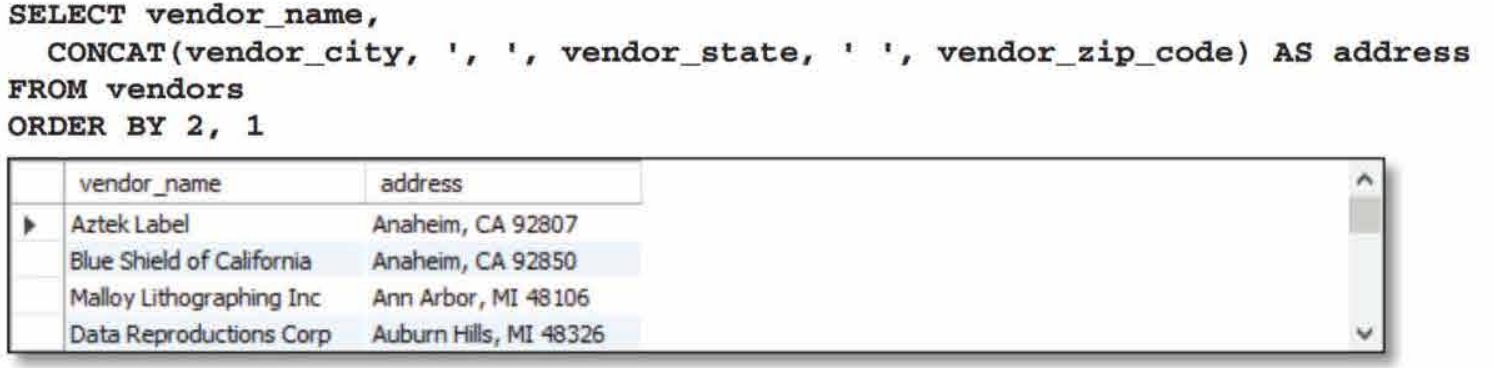 SELECT vendor_name,
CONCAT(vendor_city, ', ', vendor_state, ' ', vendor_zip_code) AS address
FROM vendors
ORDER BY 2, 1
vendor_name address
Aztek Label Anaheim, CA 92807
Blue Shield of California Anaheim, CA 92850
Malloy Lithographing Inc Ann Arbor, MI 48106
Data Reproductions Corp Auburn Hills, MI 48326